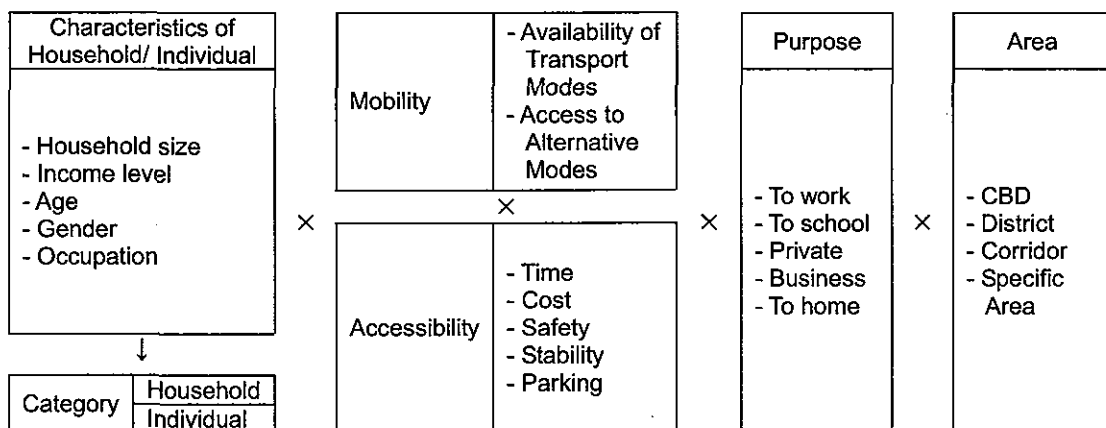 Characteristics of
Household/ Individual
- Household size
- Income level
- Age
- Gender
- Occupation
↓
Category
Household
Individual
×
Mobility
- Availability of
Transport
Modes
- Access to
Alternative
Modes
×
Accessibility
- Time
- Cost
- Safety
- Stability
- Parking
×
Purpose
- To work
- To school
- Private
- Business
- To home
×
Area
- CBD
- District
- Corridor
- Specific
Area